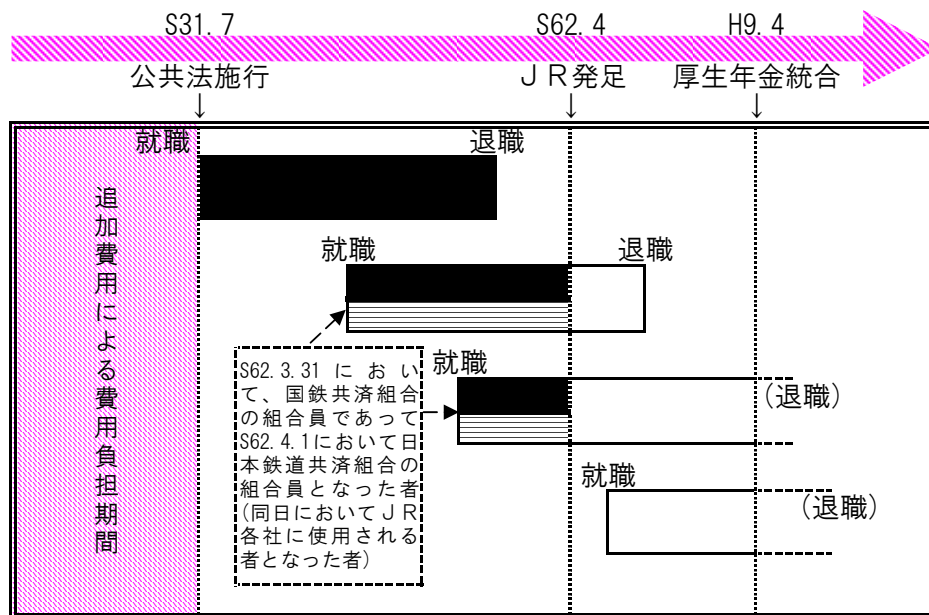 S31.7
S62.4
H9.4
公共法施行
ＪＲ発足
厚生年金統合
↓
↓
↓
就職
退職
追加費用による費用負担期間
就職
退職
S62.3.31において、国鉄共済組合
の組合員であって
S62.4.1において日
本鉄道共済組合の
組合員となった者
(同日においてＪＲ
各社に使用される
者となった者)
就職
(退職)
就職
(退職)